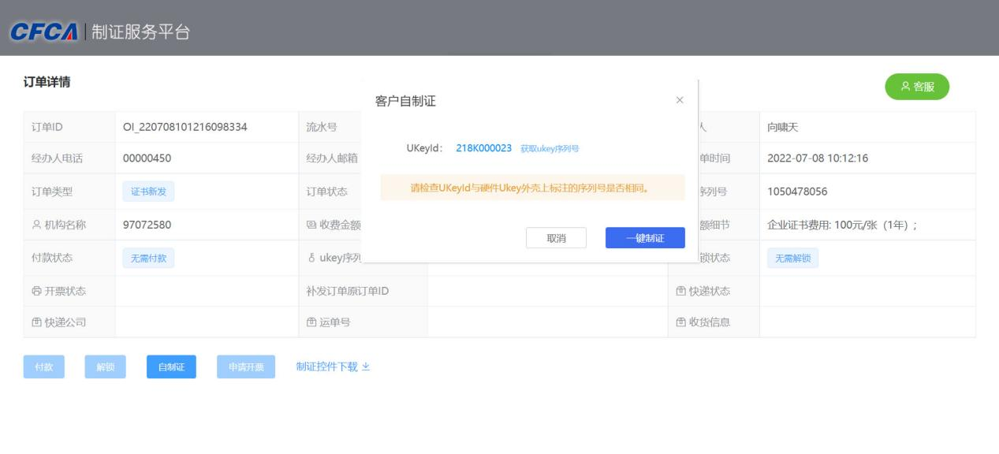 CFCA 制证服务平台
订单详情
客服
客户自制证
订单ID OI_220708101216098334 流水号 人 向啸天
UKeyId： 218K000023 获取ukey序列号
经办人电话 00000450 经办人邮箱 单时间 2022-07-08 10:12:16
订单类型 证书新发 订单状态 序列号 1050478056
请检查UKeyId与硬件Ukey外壳上标注的序列号是否相同。
机构名称 97072580 收费金额 额细节 企业证书费用: 100元/张（1年）;
取消 一键制证
付款状态 无需付款 ukey序列 锁状态 无需解锁
开票状态 补发订单原订单ID 快递状态
快递公司 运单号 收货信息
付款 解锁 自制证 申请开票 制证控件下载